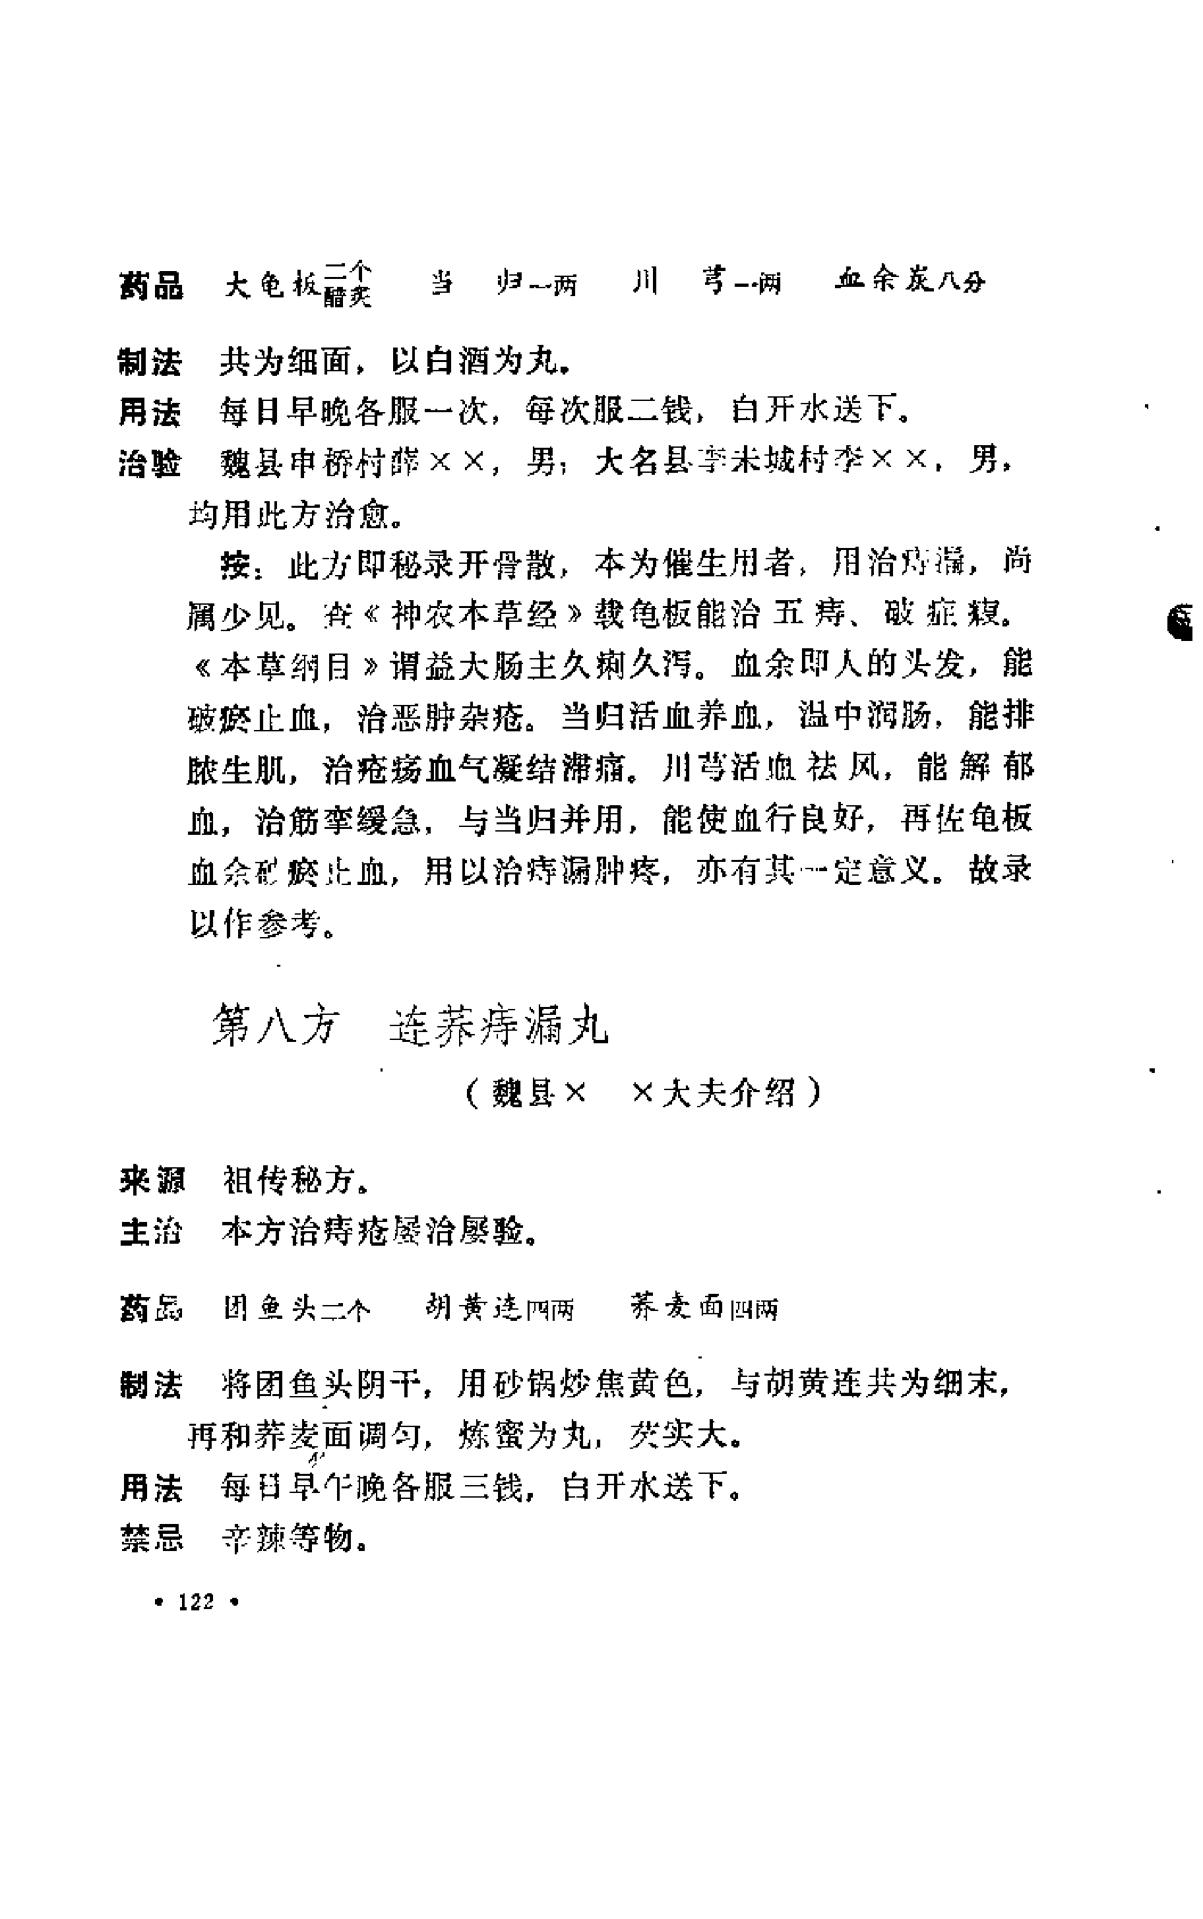 药品 大龟板二个醋炙 当 归一两 川 芎一两 血余炭八分
制法 共为细面，以白酒为丸。
用法 每日早晚各服一次，每次服二钱，白开水送下。
治验 魏县申桥村薛××，男；大名县李未城村李××，男，
均用此方治愈。
按：此方即秘录开骨散，本为催生用者，用治痔漏，尚
属少见。查《神农本草经》载龟板能治五痔、破症瘕。
《本草纲目》谓益大肠主久痢久泻。血余即人的头发，能
破瘀止血，治恶肿杂疮。当归活血养血，温中润肠，能排
脓生肌，治疮疡血气凝结滞痛。川芎活血祛风，能解郁
血，治筋挛缓急，与当归并用，能使血行良好，再佐龟板
血余破瘀止血，用以治痔漏肿疼，亦有其一定意义。故录
以作参考。
第八方 连荞痔漏丸
（魏县× ×大夫介绍）
来源 祖传秘方。
主治 本方治痔疮屡治屡验。
药品 团鱼头二个 胡黄连四两 荞麦面四两
制法 将团鱼头阴干，用砂锅炒焦黄色，与胡黄连共为细末，
再和荞麦面调匀，炼蜜为丸，芡实大。
用法 每日早午晚各服三钱，白开水送下。
禁忌 辛辣等物。
• 122 •